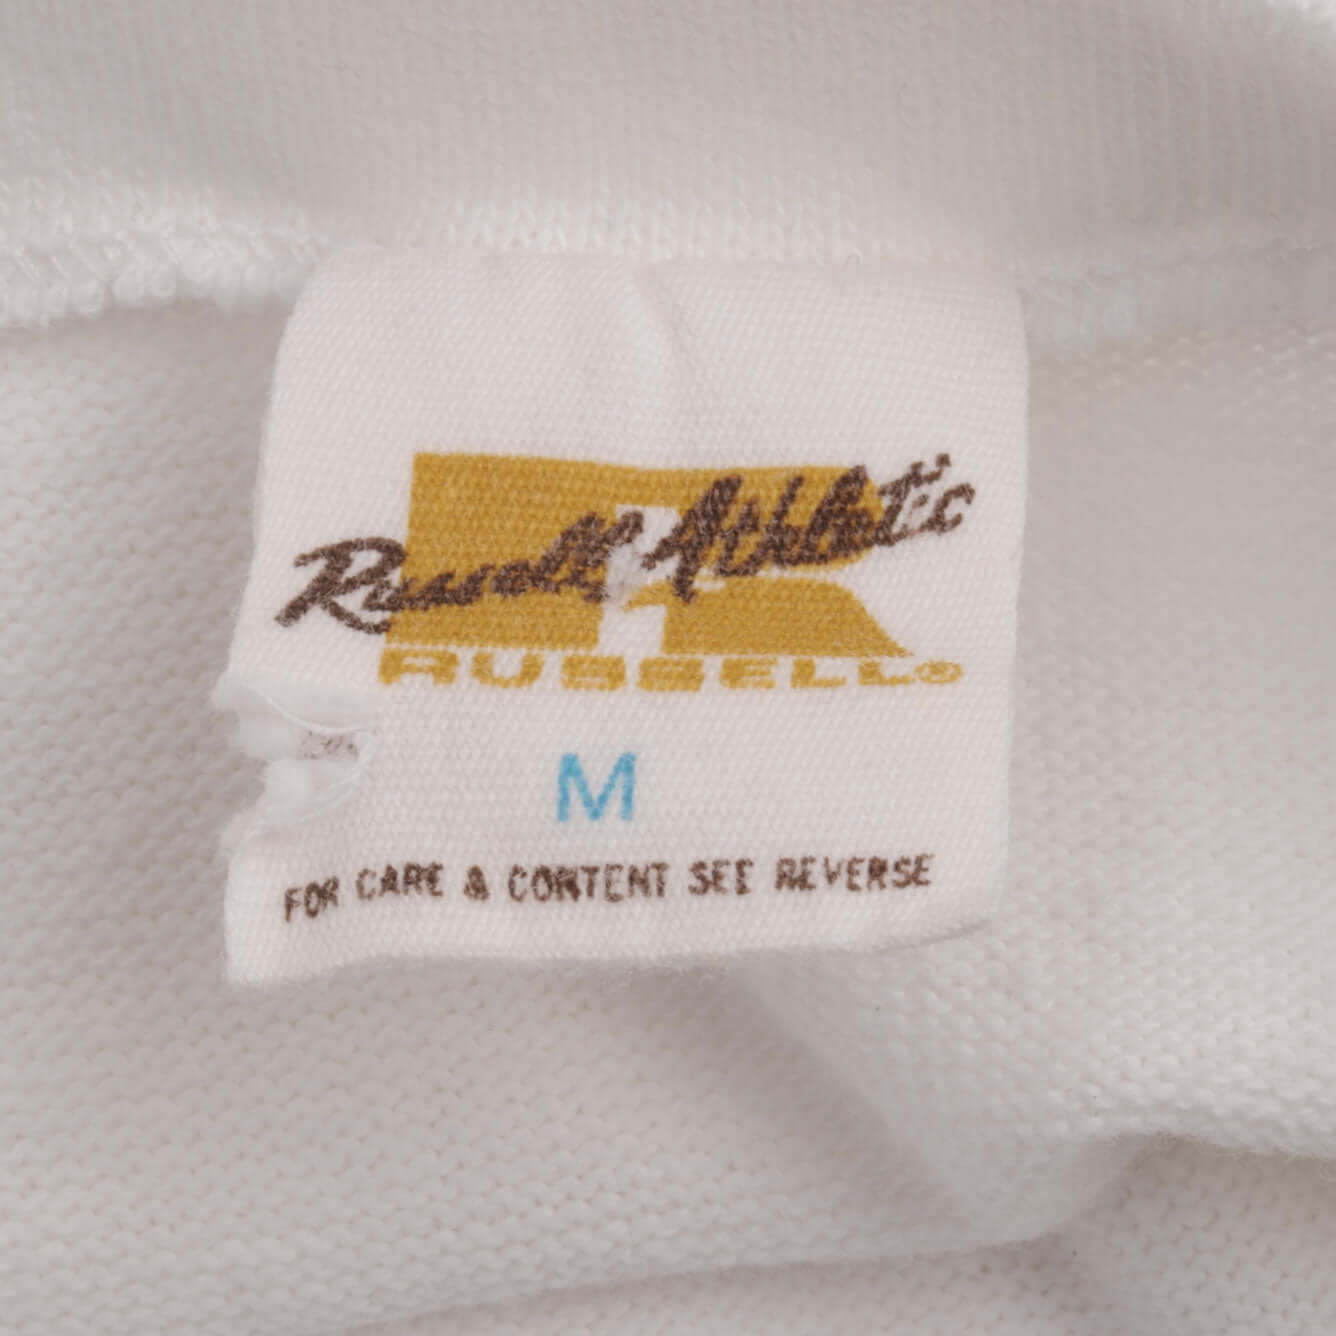 Russell Athletic
RUSSELL®
M
FOR CARE & CONTENT SEE REVERSE